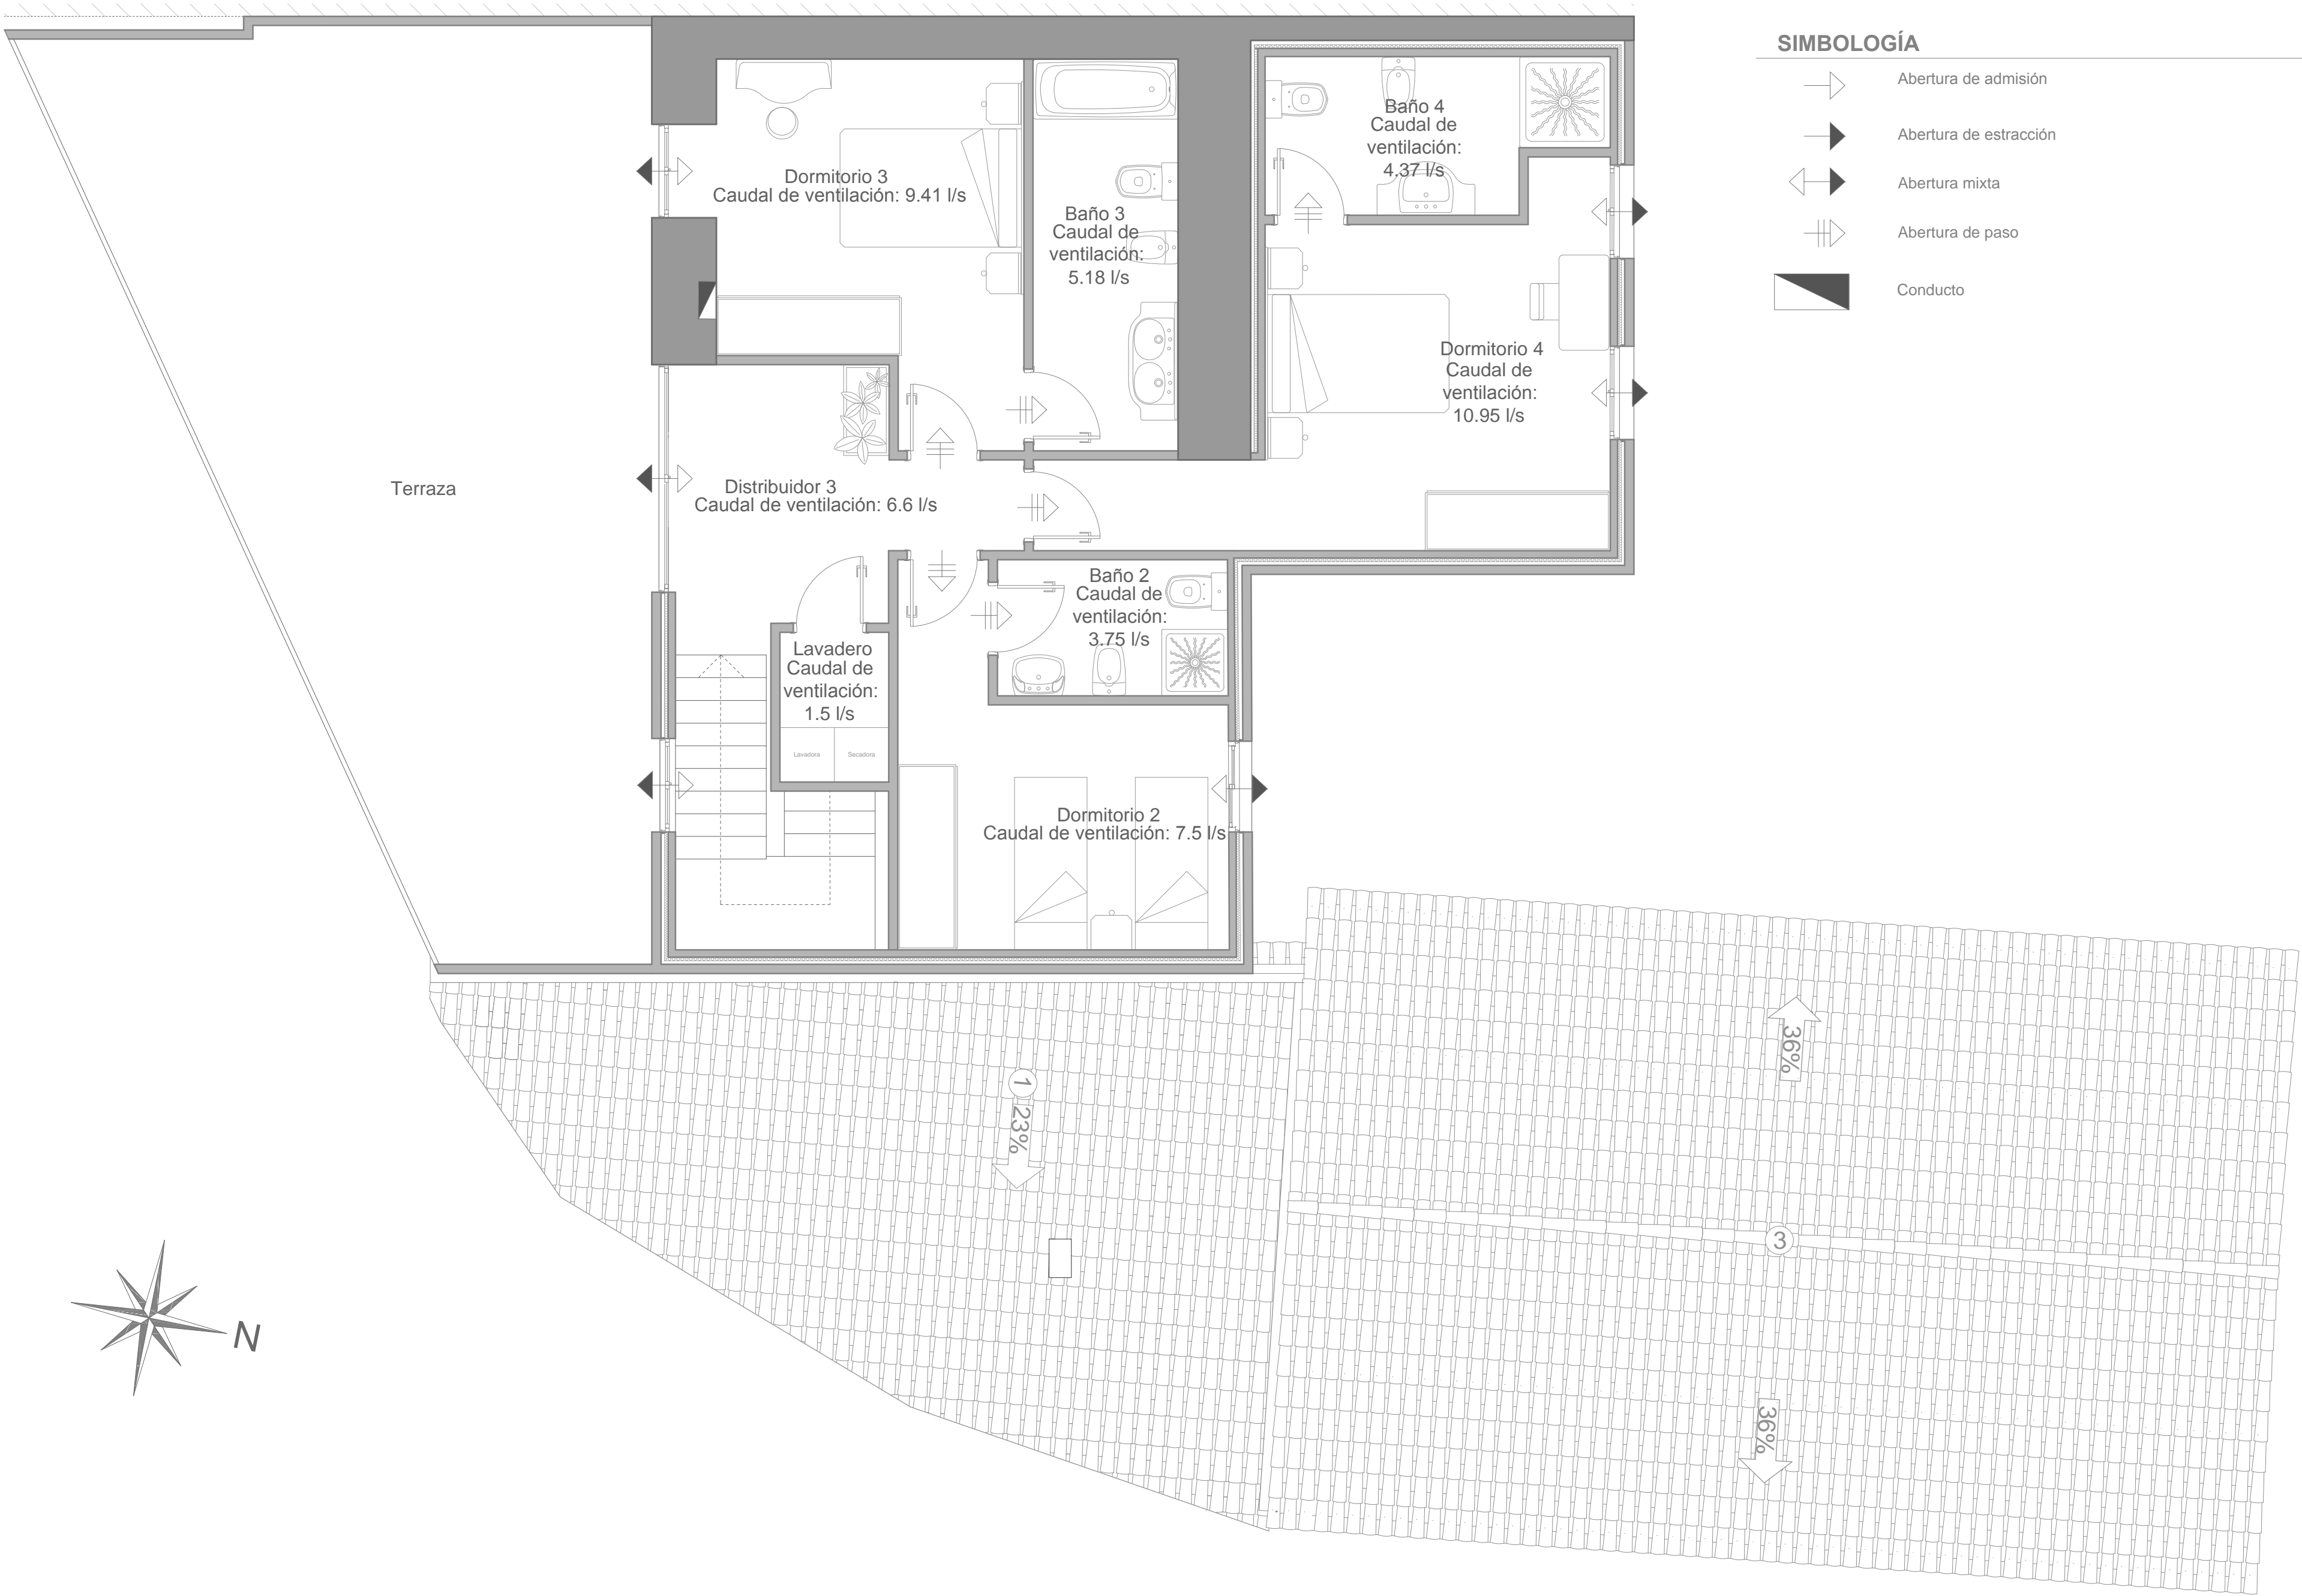 SIMBOLOGÍA
Abertura de admisión
Abertura de estracción
Abertura mixta
Abertura de paso
Conducto
Baño 4
Caudal de
ventilación:
4.37 l/s
Dormitorio 3
Caudal de ventilación: 9.41 l/s
Baño 3
Caudal de
ventilación:
5.18 l/s
Dormitorio 4
Caudal de
ventilación:
10.95 l/s
Terraza
Distribuidor 3
Caudal de ventilación: 6.6 l/s
Baño 2
Caudal de
ventilación:
3.75 l/s
Lavadero
Caudal de
ventilación:
1.5 l/s
Lavadora
Secadora
Dormitorio 2
Caudal de ventilación: 7.5 l/s
36%
1
23%
3
36%
N